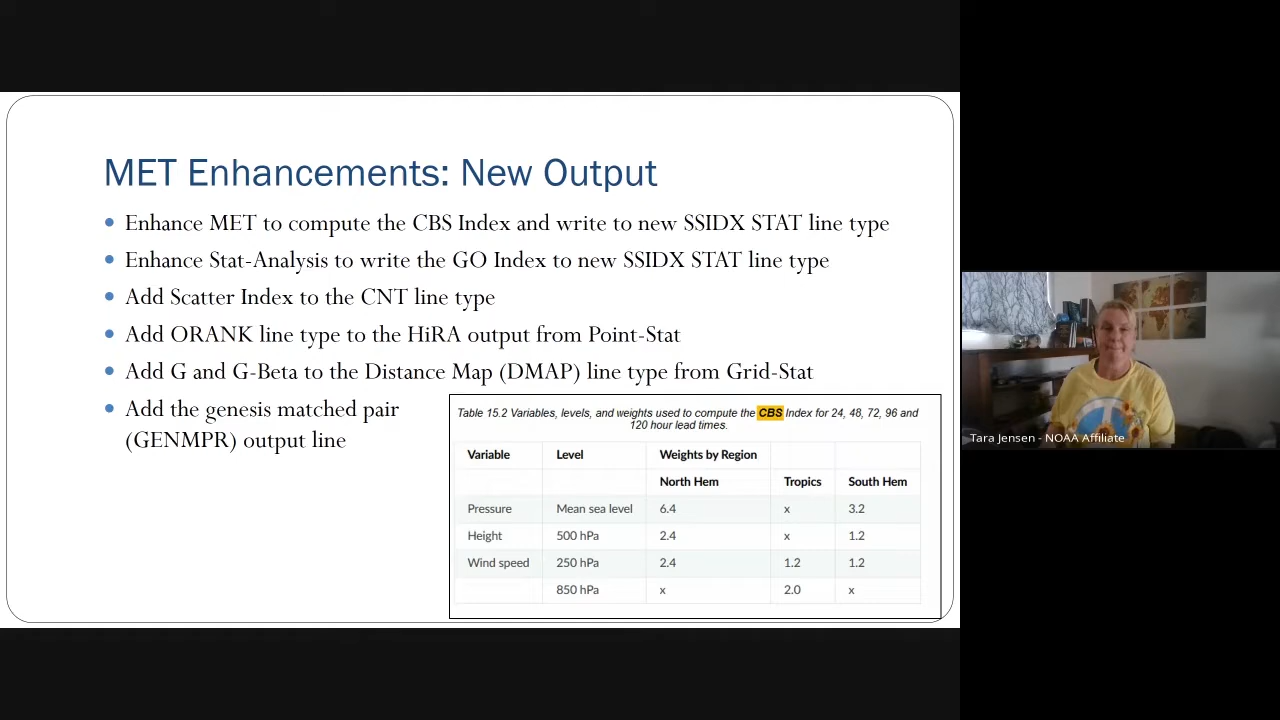 MET Enhancements: New Output
Enhance MET to compute the CBS Index and write to new SSIDX STAT line type
Enhance Stat-Analysis to write the GO Index to new SSIDX STAT line type
Add Scatter Index to the CNT line type
Add ORANK line type to the HiRA output from Point-Stat
Add G and G-Beta to the Distance Map (DMAP) line type from Grid-Stat
Add the genesis matched pair
(GENMPR) output line
Table 15.2 Variables, levels, and weights used to compute the CBS Index for 24, 48, 72, 96 and
120 hour lead times.
Variable Level Weights by Region
North Hem Tropics South Hem
Pressure Mean sea level 6.4 x 3.2
Height 500 hPa 2.4 x 1.2
Wind speed 250 hPa 2.4 1.2 1.2
850 hPa x 2.0 x
Tara Jensen - NOAA Affiliate